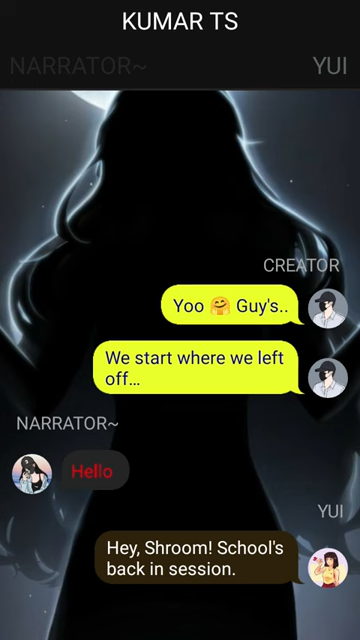 KUMAR TS
NARRATOR~
YUI
CREATOR
Yoo 🤗 Guy's..
We start where we left
off...
NARRATOR~
Hello
YUI
Hey, Shroom! School's
back in session.